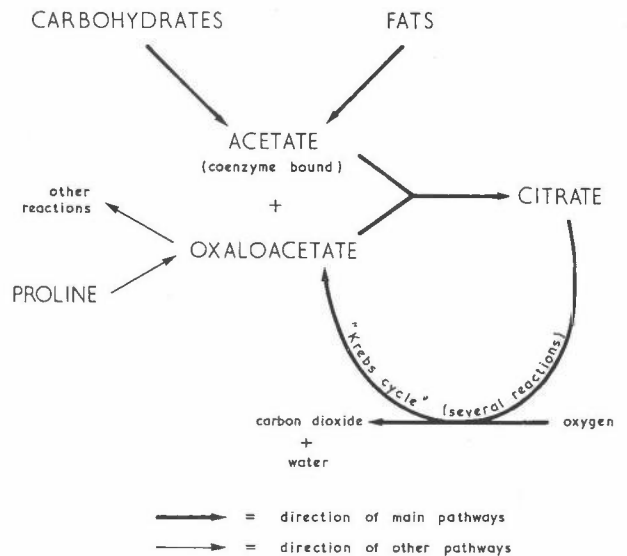 CARBOHYDRATES FATS
ACETATE
(coenzyme bound)
other
reactions
+
CITRATE
OXALOACETATE
PROLINE
"Krebs cycle" (several reactions)
carbon dioxide
+
water
oxygen
= direction of main pathways
= direction of other pathways